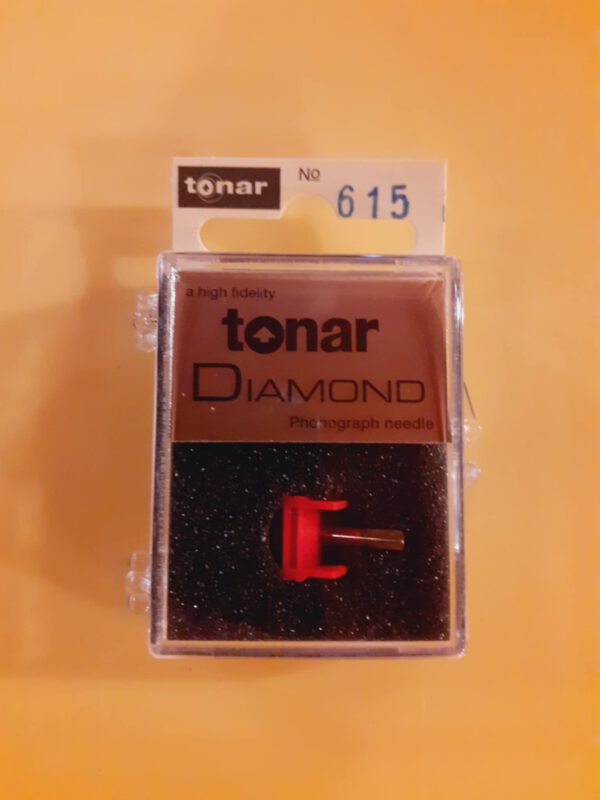 tonar
Nº 615
a high fidelity
tonar
DIAMOND
Phonograph needle